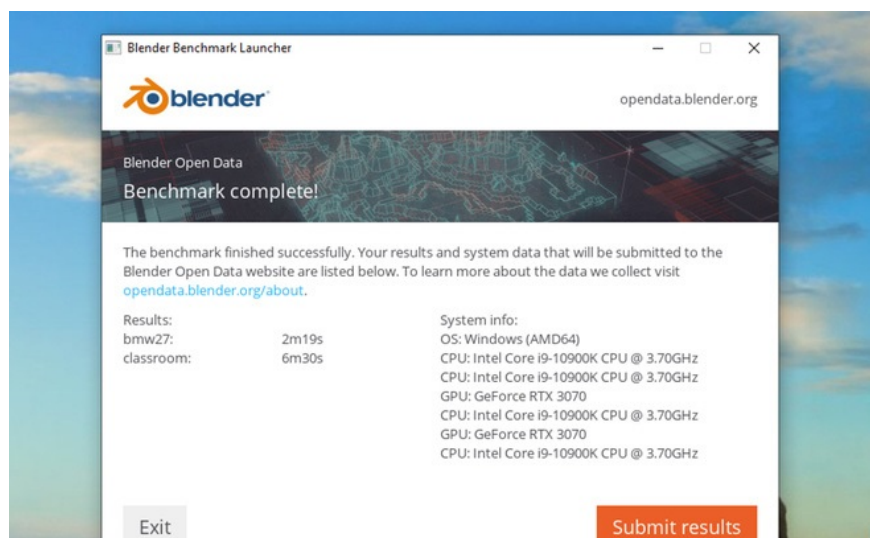 Blender Benchmark Launcher
blender
opendata.blender.org
Blender Open Data
Benchmark complete!
The benchmark finished successfully. Your results and system data that will be submitted to the
Blender Open Data website are listed below. To learn more about the data we collect visit
opendata.blender.org/about.
Results:
bmw27: 2m19s
classroom: 6m30s
System info:
OS: Windows (AMD64)
CPU: Intel Core i9-10900K CPU @ 3.70GHz
CPU: Intel Core i9-10900K CPU @ 3.70GHz
GPU: GeForce RTX 3070
CPU: Intel Core i9-10900K CPU @ 3.70GHz
GPU: GeForce RTX 3070
CPU: Intel Core i9-10900K CPU @ 3.70GHz
Exit
Submit results